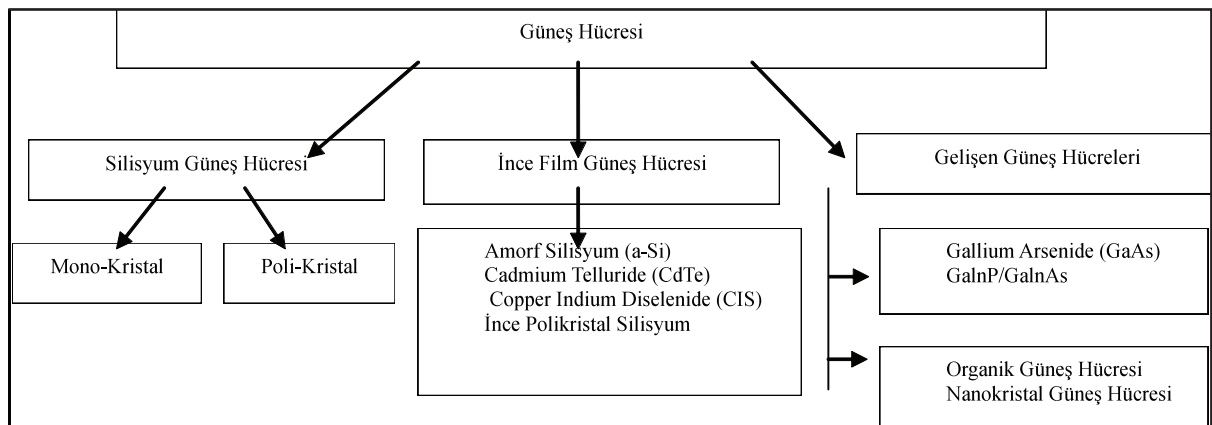 Güneş Hücresi
Silisyum Güneş Hücresi
İnce Film Güneş Hücresi
Gelişen Güneş Hücreleri
Mono-Kristal
Poli-Kristal
Amorf Silisyum (a-Si)
Cadmium Telluride (CdTe)
Copper Indium Diselenide (CIS)
İnce Polikristal Silisyum
Gallium Arsenide (GaAs)
GalnP/GalnAs
Organik Güneş Hücresi
Nanokristal Güneş Hücresi